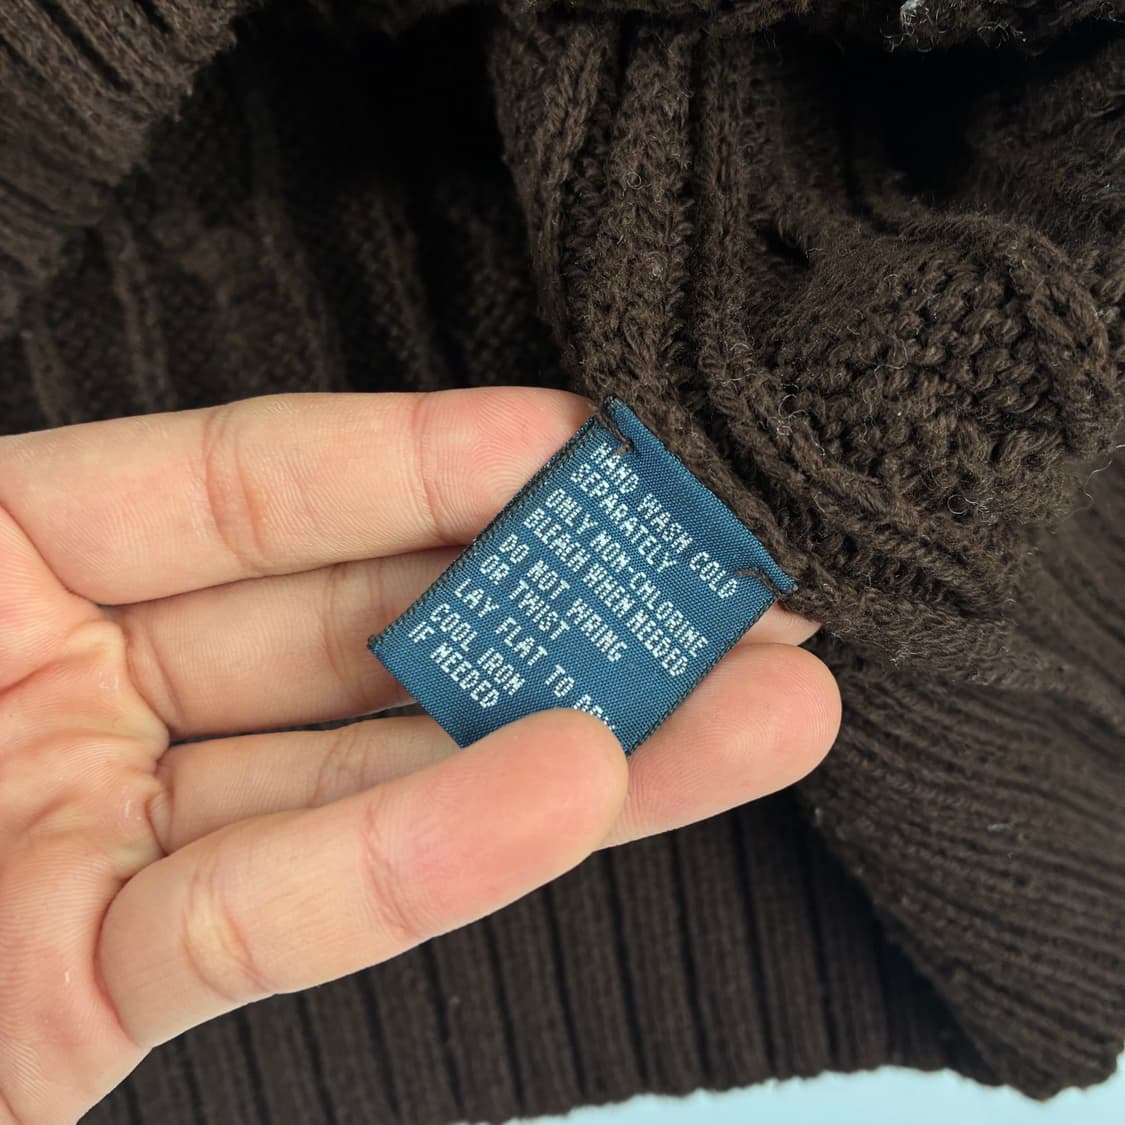 HAND WASH COLD
SEPARATELY
ONLY NON-CHLORINE
BLEACH WHEN NEEDED
DO NOT WRING
OR TWIST
LAY FLAT TO
COOL IRON
IF NEEDED